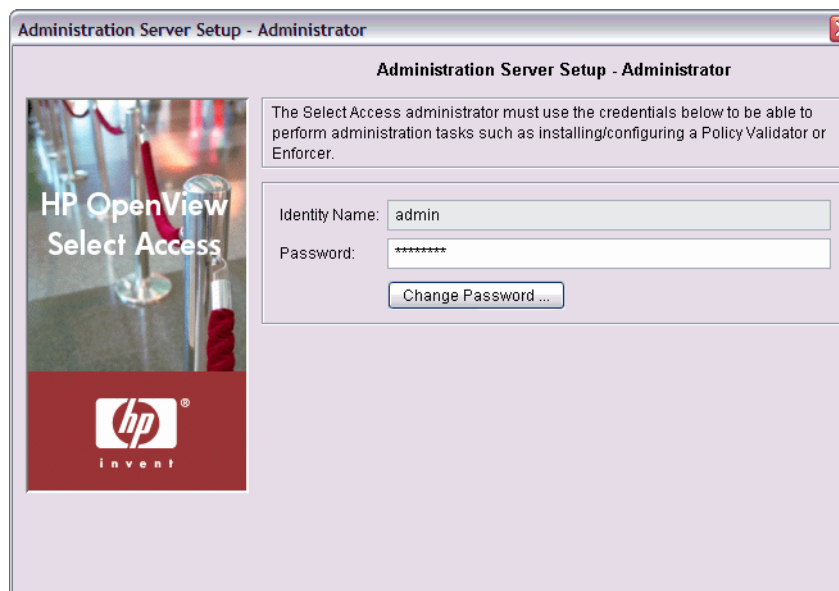 Administration Server Setup - Administrator
Administration Server Setup - Administrator
The Select Access administrator must use the credentials below to be able to
perform administration tasks such as installing/configuring a Policy Validator or
Enforcer.
HP OpenView
Select Access
Identity Name: admin
Password: ********
Change Password ...
hp ®
invent